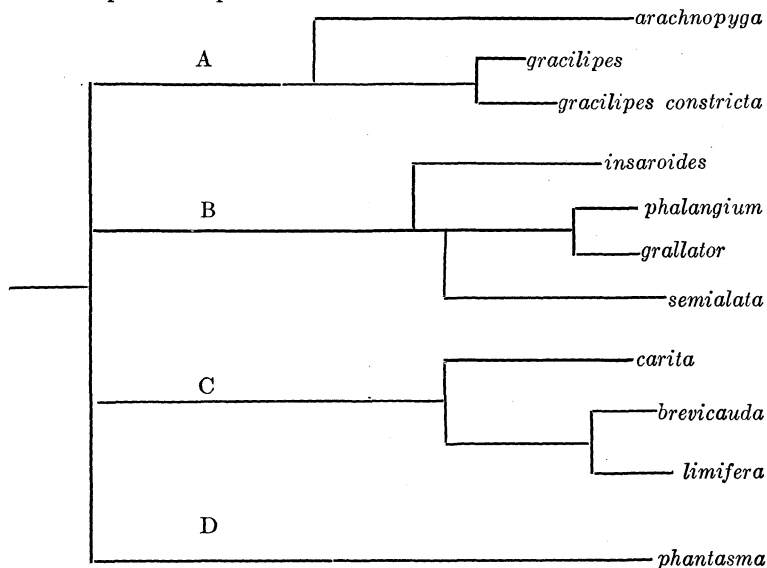 arachnopyga
A
gracilipes
gracilipes constricta
insaroides
B
phalangium
grallator
semialata
carita
C
brevicauda
limifera
D
phantasma